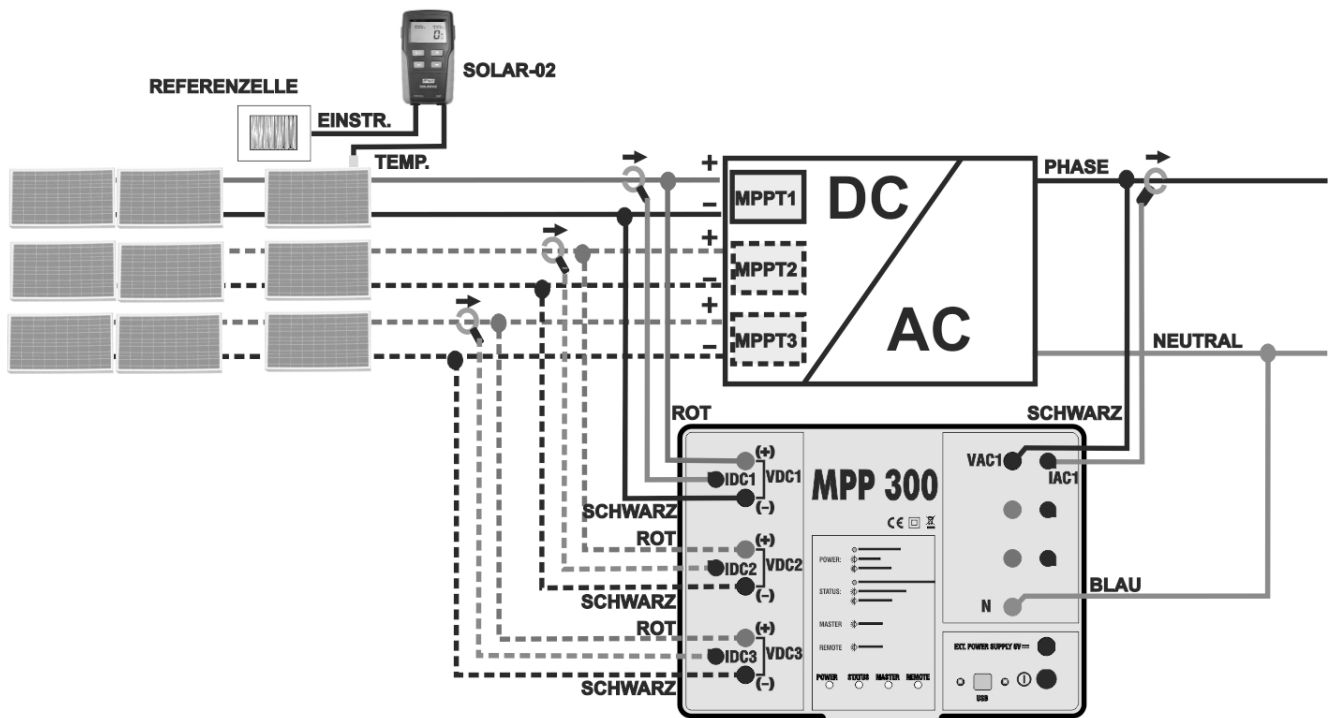 SOLAR-02
REFERENZELLE
EINSTR.
TEMP.
+
MPPT1
–
DC
PHASE
+
MPPT2
–
+
MPPT3
–
AC
NEUTRAL
ROT
SCHWARZ
(+)
IDC1
VDC1
(–)
SCHWARZ
ROT
(+)
IDC2
VDC2
(–)
SCHWARZ
ROT
(+)
IDC3
VDC3
(–)
SCHWARZ
MPP 300
CE
POWER:
STATUS:
MASTER
REMOTE
POWER STATUS MASTER REMOTE
VAC1
IAC1
N
BLAU
EXT. POWER SUPPLY 5V
USB